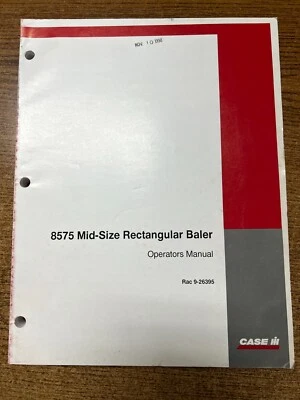 8575 Mid-Size Rectangular Baler
Operators Manual
Rac 9-26395
CASE IH